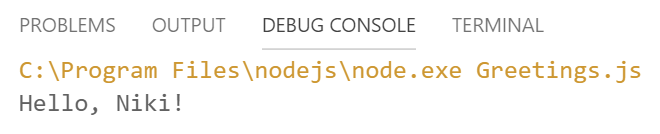 PROBLEMS OUTPUT DEBUG CONSOLE TERMINAL
C:\Program Files\nodejs\node.exe Greetings.js
Hello, Niki!